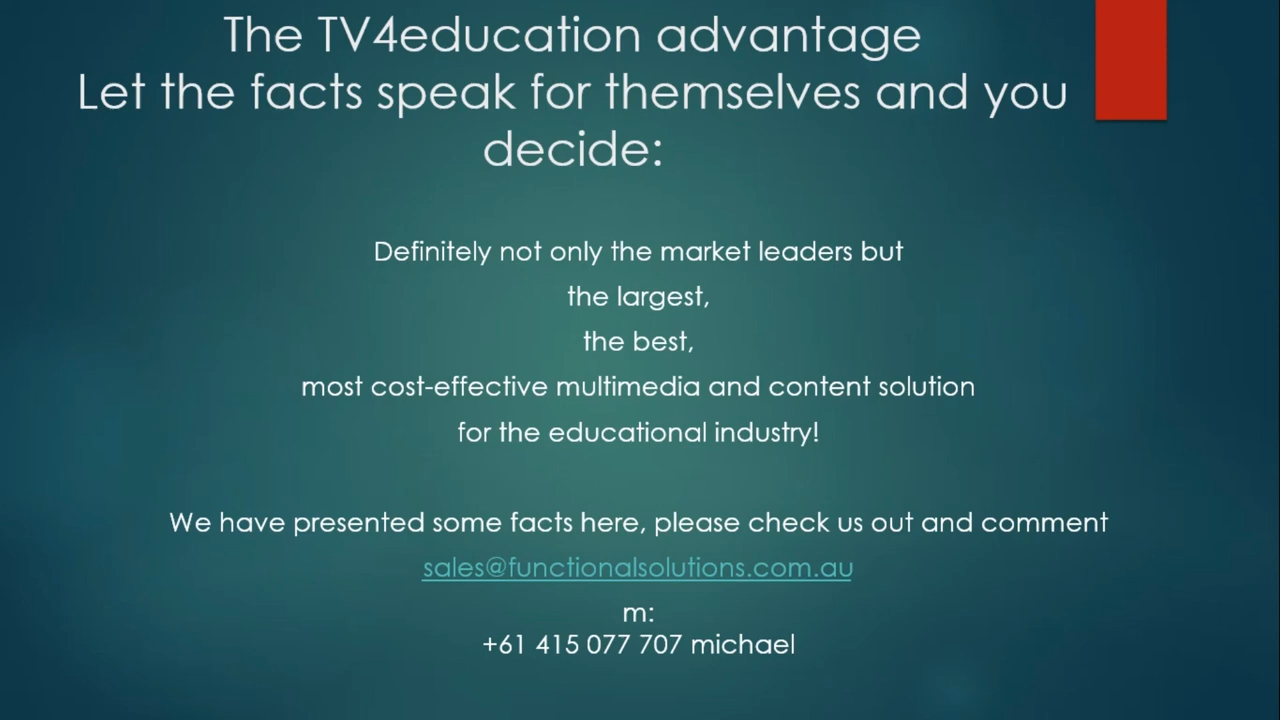 The TV4education advantage
Let the facts speak for themselves and you
decide:
Definitely not only the market leaders but
the largest,
the best,
most cost-effective multimedia and content solution
for the educational industry!
We have presented some facts here, please check us out and comment
sales@functionalsolutions.com.au
m:
+61 415 077 707 michael